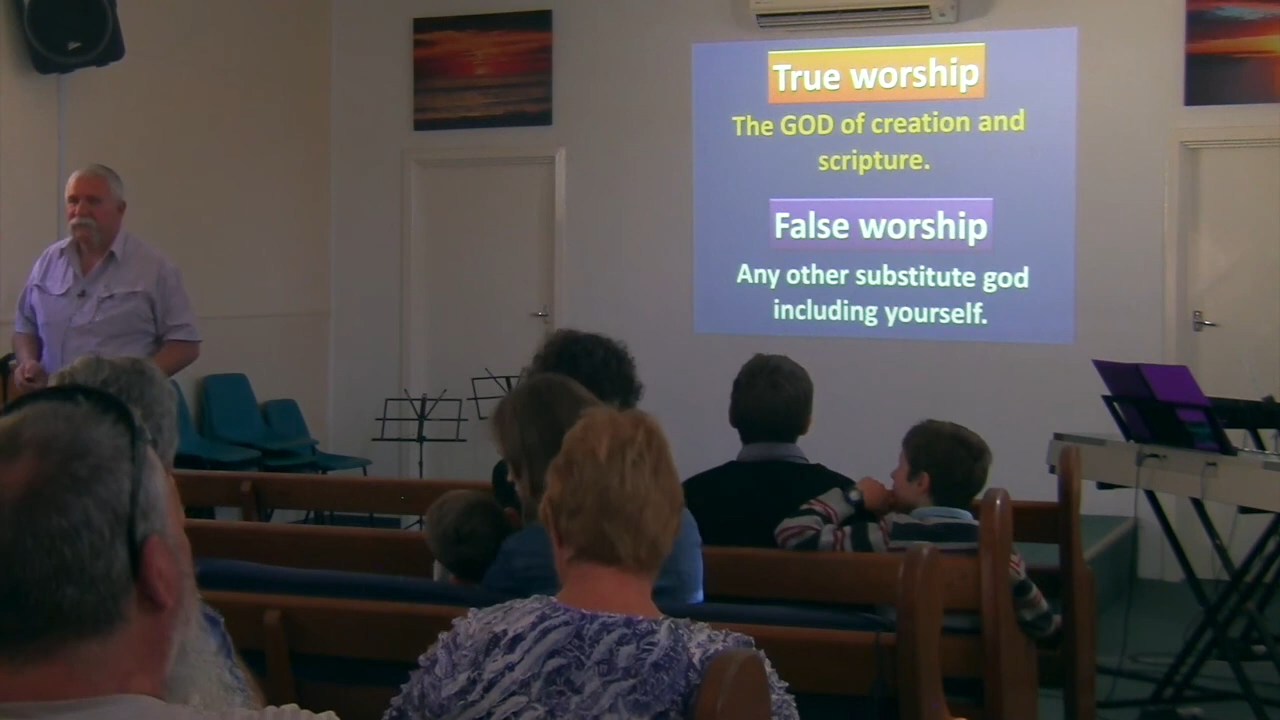 True worship
The GOD of creation and
scripture.
False worship
Any other substitute god
including yourself.